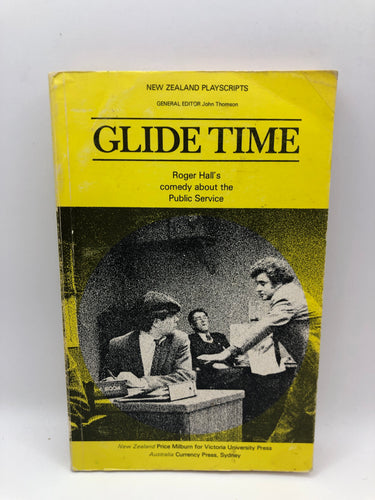 NEW ZEALAND PLAYSCRIPTS
GENERAL EDITOR John Thomson
GLIDE TIME
Roger Hall's
comedy about the
Public Service
BOOM
New Zealand Price Milburn for Victoria University Press
Australia Currency Press, Sydney